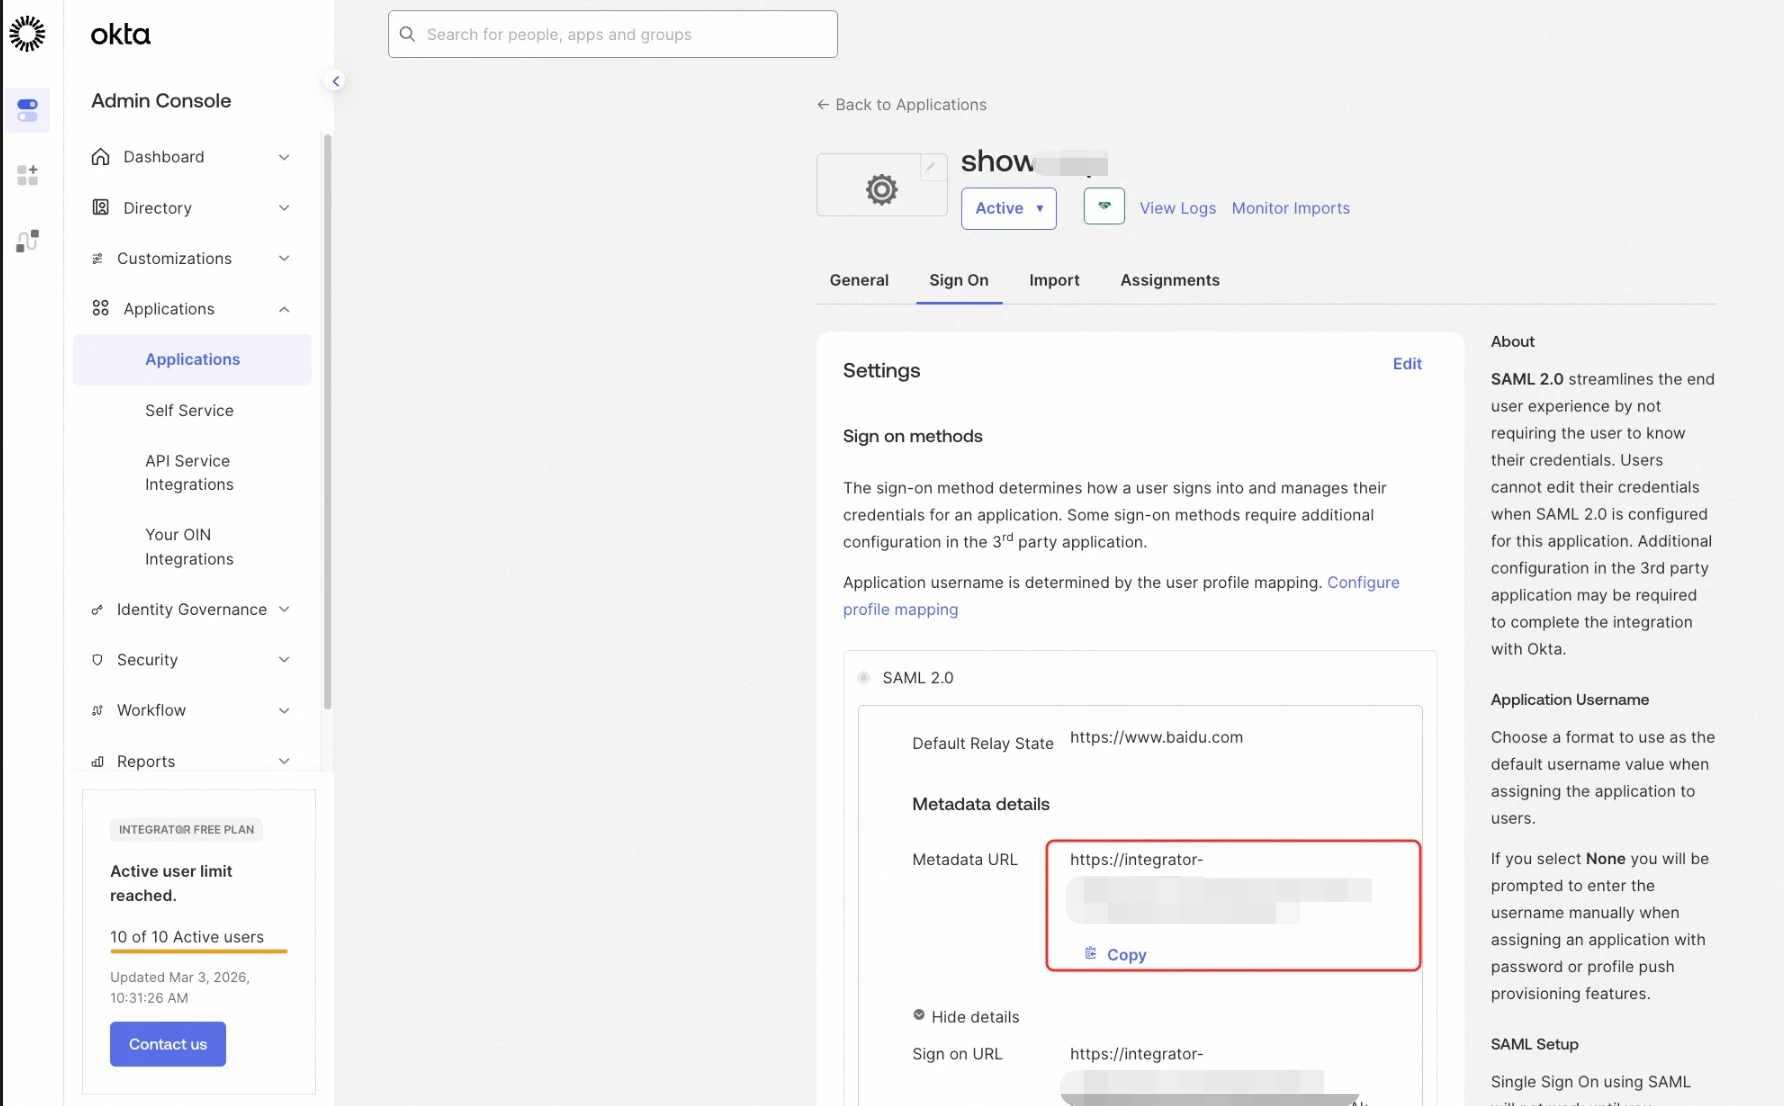 okta
Search for people, apps and groups
Admin Console
Dashboard
Directory
Customizations
Applications
Applications
Self Service
API Service
Integrations
Your OIN
Integrations
Identity Governance
Security
Workflow
Reports
INTEGRATOR FREE PLAN
Active user limit
reached.
10 of 10 Active users
Updated Mar 3, 2026,
10:31:26 AM
Contact us
← Back to Applications
show
Active
View Logs
Monitor Imports
General
Sign On
Import
Assignments
Settings
Edit
Sign on methods
The sign-on method determines how a user signs into and manages their
credentials for an application. Some sign-on methods require additional
configuration in the 3rd party application.
Application username is determined by the user profile mapping. Configure
profile mapping
SAML 2.0
Default Relay State
https://www.baidu.com
Metadata details
Metadata URL
https://integrator-
Copy
Hide details
Sign on URL
https://integrator-
About
SAML 2.0 streamlines the end
user experience by not
requiring the user to know
their credentials. Users
cannot edit their credentials
when SAML 2.0 is configured
for this application. Additional
configuration in the 3rd party
application may be required
to complete the integration
with Okta.
Application Username
Choose a format to use as the
default username value when
assigning the application to
users.
If you select None you will be
prompted to enter the
username manually when
assigning an application with
password or profile push
provisioning features.
SAML Setup
Single Sign On using SAML